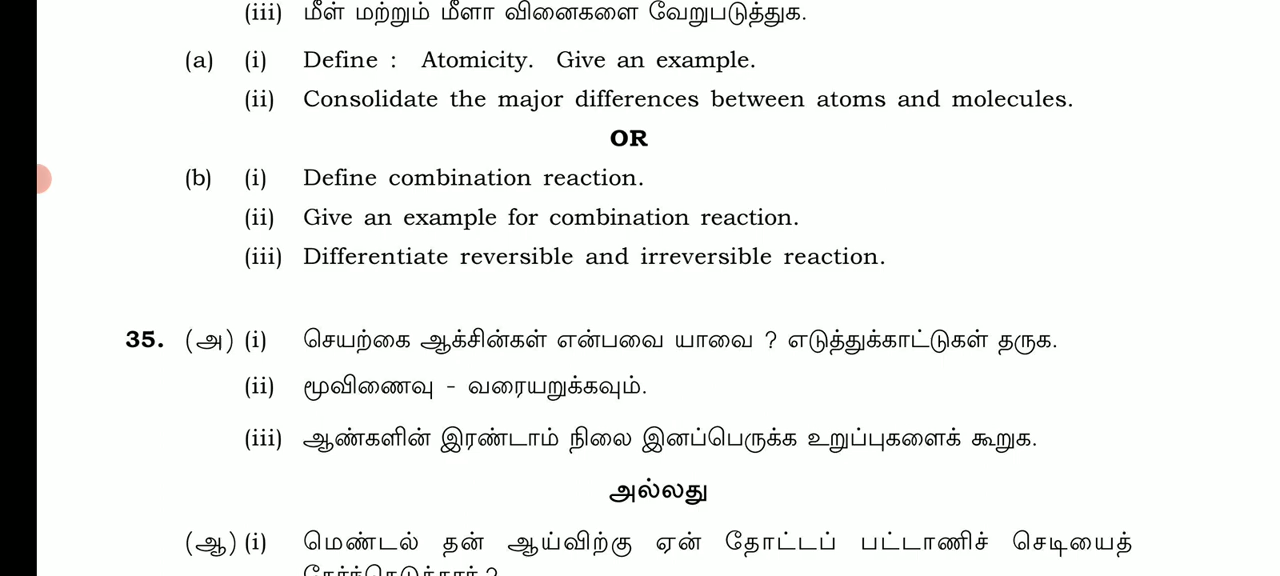 (iii) மீள் மற்றும் மீளா வினைகளை வேறுபடுத்துக.
(a) (i) Define : Atomicity. Give an example.
(ii) Consolidate the major differences between atoms and molecules.
OR
(b) (i) Define combination reaction.
(ii) Give an example for combination reaction.
(iii) Differentiate reversible and irreversible reaction.
35. (அ) (i) செயற்கை ஆக்சின்கள் என்பவை யாவை ? எடுத்துக்காட்டுகள் தருக.
(ii) மூவிணைவு - வரையறுக்கவும்.
(iii) ஆண்களின் இரண்டாம் நிலை இனப்பெருக்க உறுப்புகளைக் கூறுக.
அல்லது
(ஆ) (i) மெண்டல் தன் ஆய்விற்கு ஏன் தோட்டப் பட்டாணிச் செடியைத்